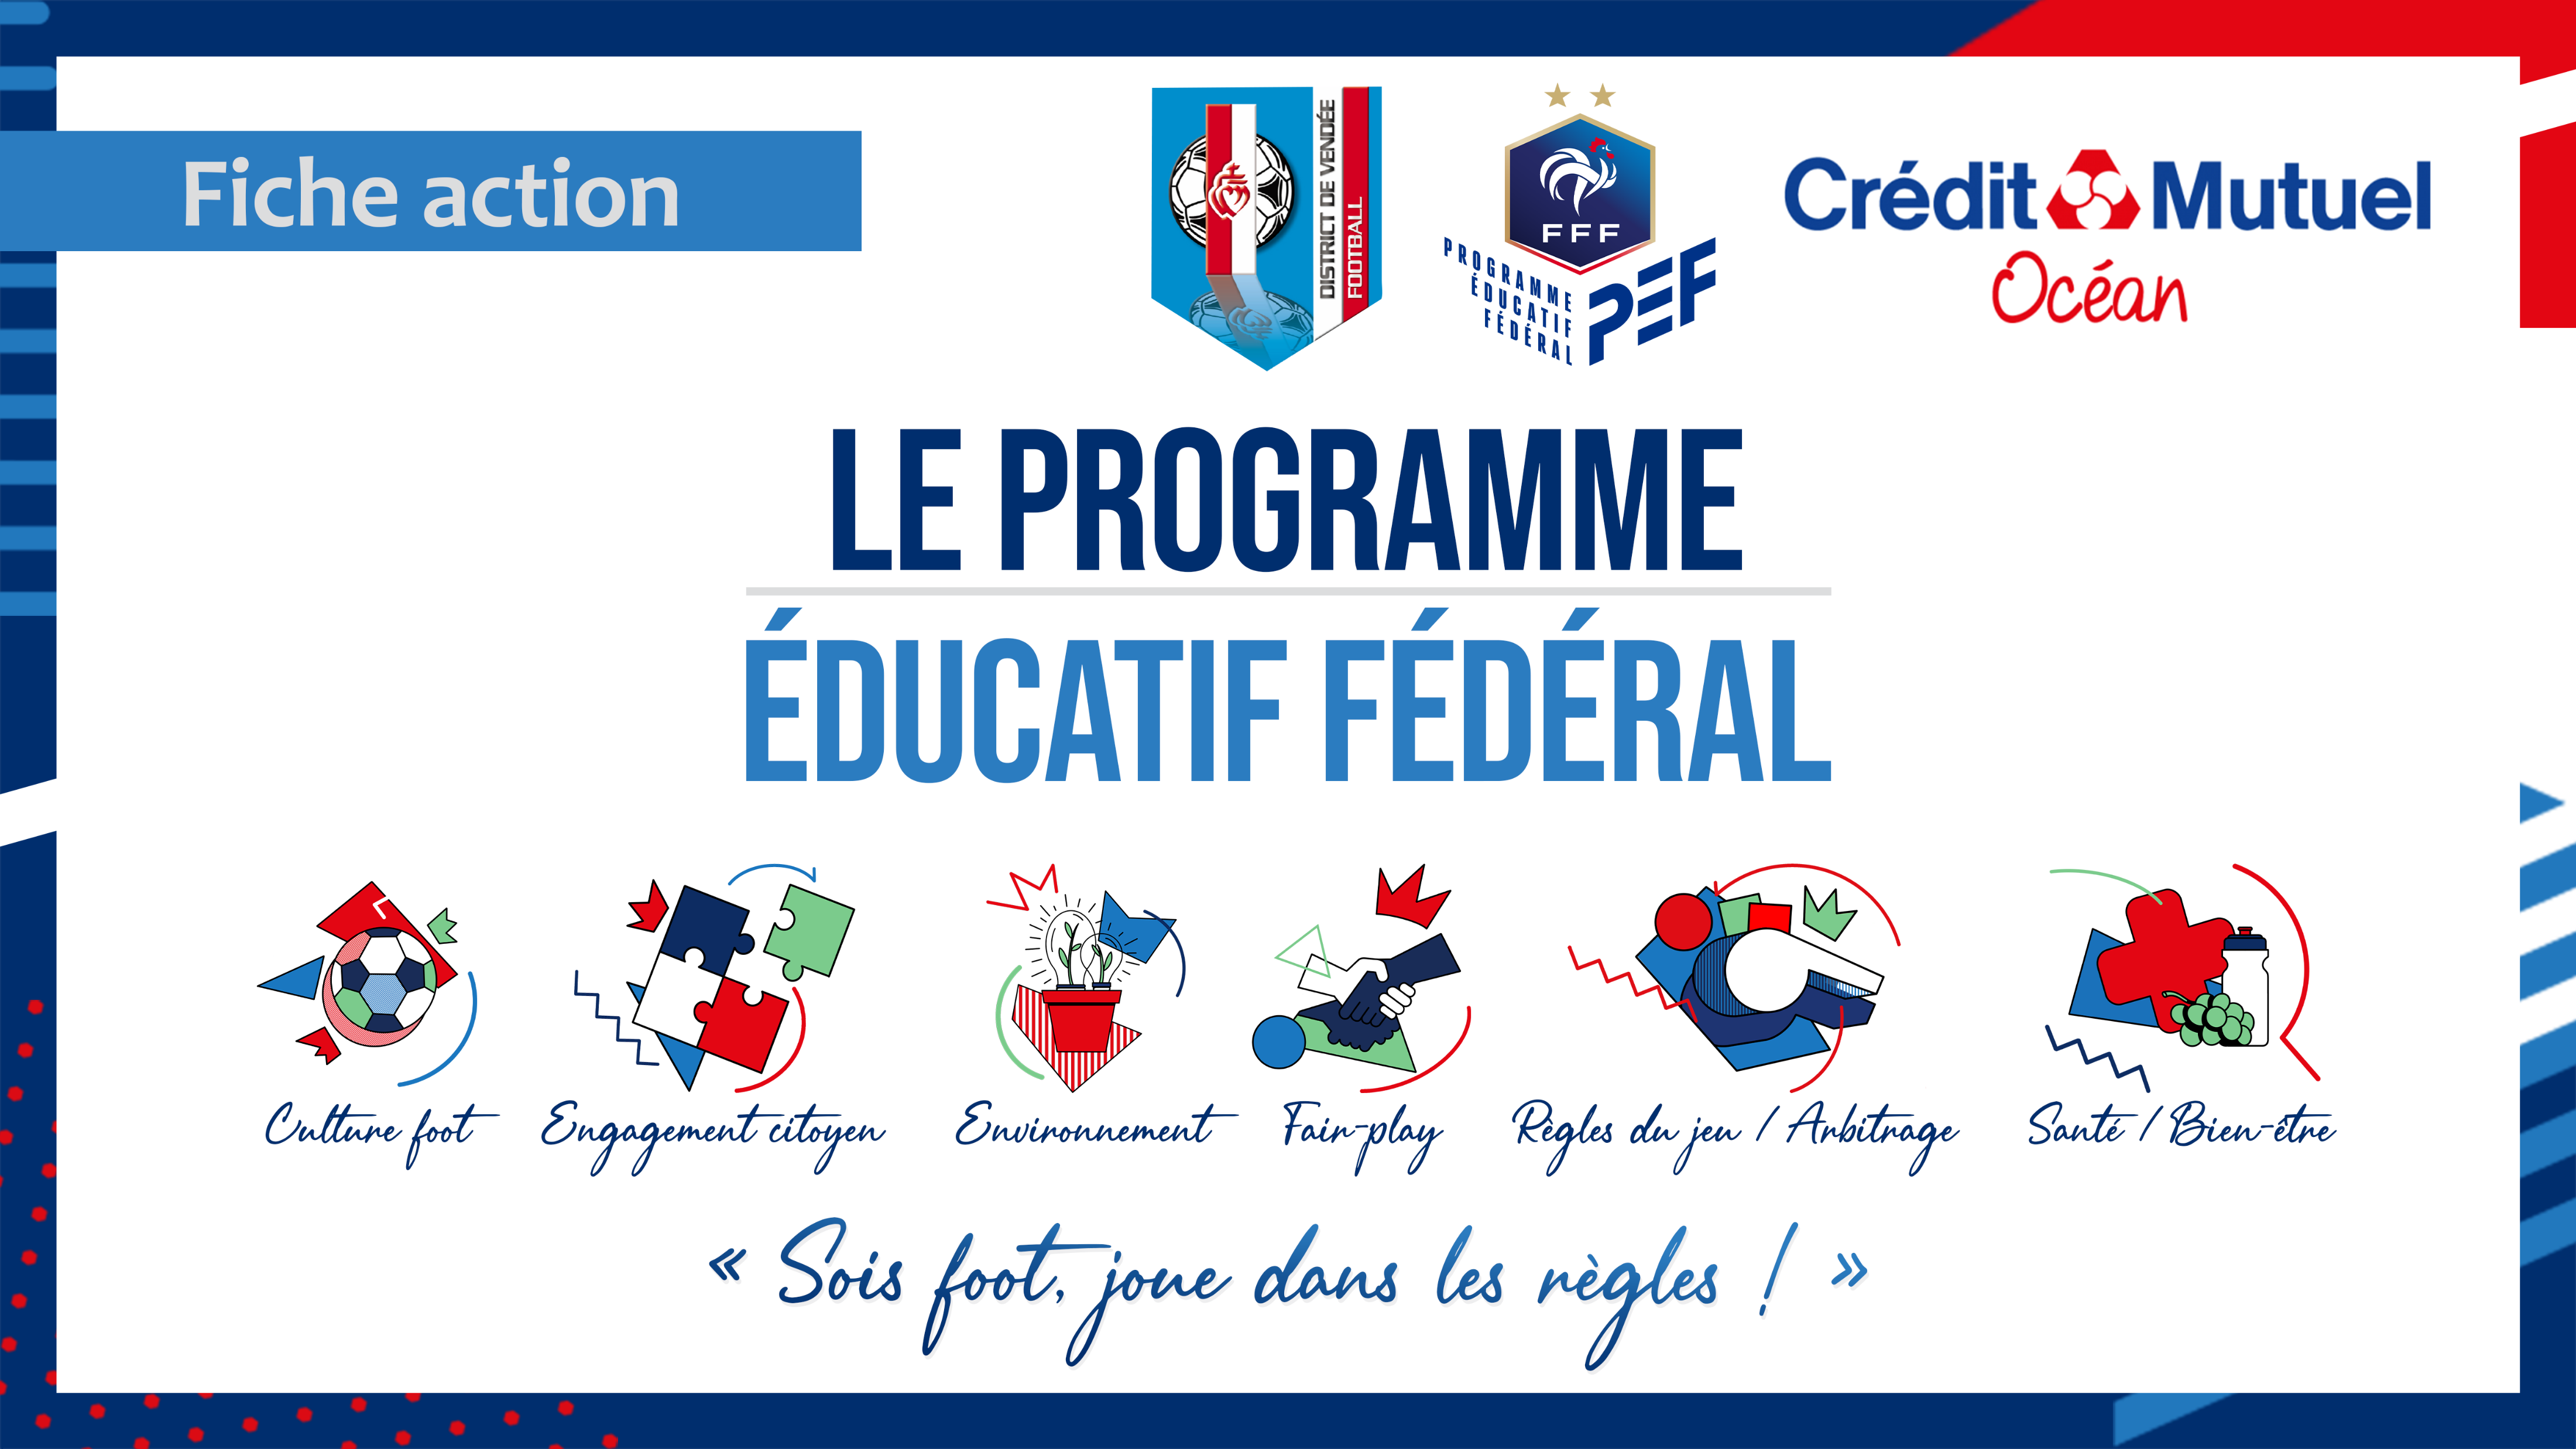 Fiche action
DISTRICT DE VENDÉE
FOOTBALL
FFF
PROGRAMME
ÉDUCATIF
FÉDÉRAL
PEF
Crédit Mutuel
Océan
LE PROGRAMME
ÉDUCATIF FÉDÉRAL
Culture foot
Engagement citoyen
Environnement
Fair-play
Règles du jeu / Arbitrage
Santé / Bien-être
« Sois foot, joue dans les règles ! »